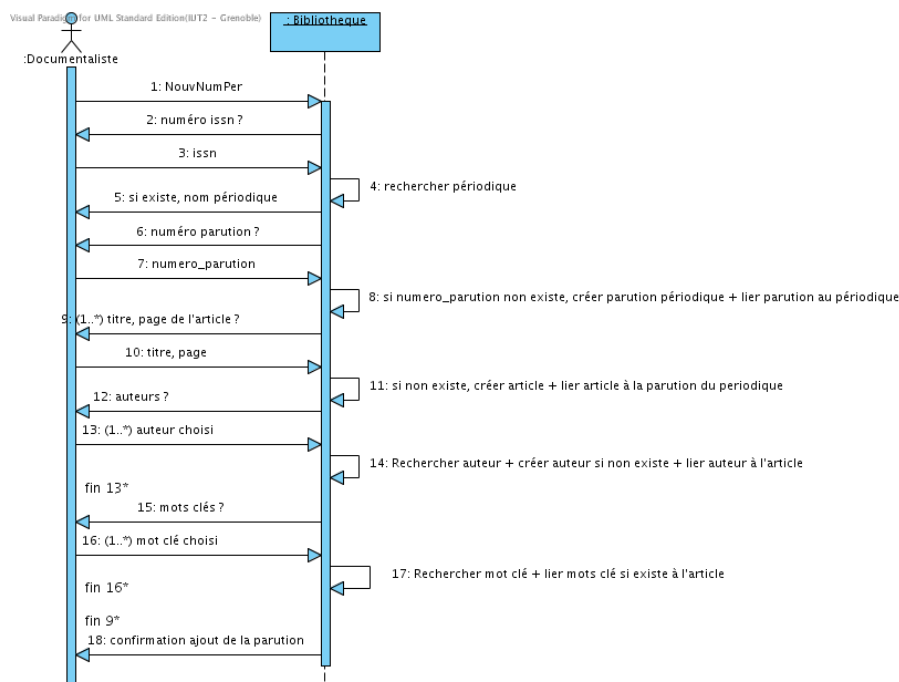 Visual Paradigm for UML Standard Edition(IUT2 - Grenoble)
: Bibliotheque
:Documentaliste
1: NouvNumPer
2: numéro issn ?
3: issn
4: rechercher périodique
5: si existe, nom périodique
6: numéro parution ?
7: numero_parution
8: si numero_parution non existe, créer parution périodique + lier parution au périodique
9: (1..*) titre, page de l'article ?
10: titre, page
11: si non existe, créer article + lier article à la parution du periodique
12: auteurs ?
13: (1..*) auteur choisi
14: Rechercher auteur + créer auteur si non existe + lier auteur à l'article
fin 13*
15: mots clés ?
16: (1..*) mot clé choisi
17: Rechercher mot clé + lier mots clé si existe à l'article
fin 16*
fin 9*
18: confirmation ajout de la parution